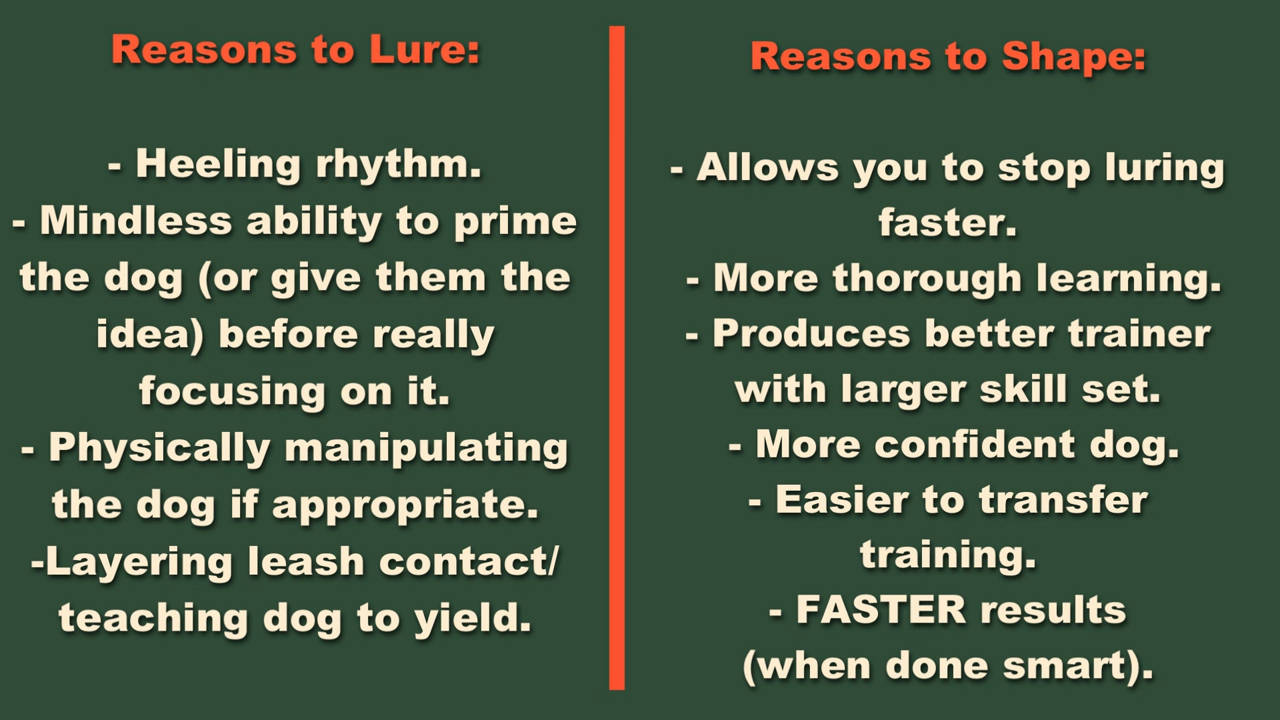 Reasons to Lure:
- Heeling rhythm.
- Mindless ability to prime
the dog (or give them the
idea) before really
focusing on it.
- Physically manipulating
the dog if appropriate.
-Layering leash contact/
teaching dog to yield.
Reasons to Shape:
- Allows you to stop luring
faster.
- More thorough learning.
- Produces better trainer
with larger skill set.
- More confident dog.
- Easier to transfer
training.
- FASTER results
(when done smart).